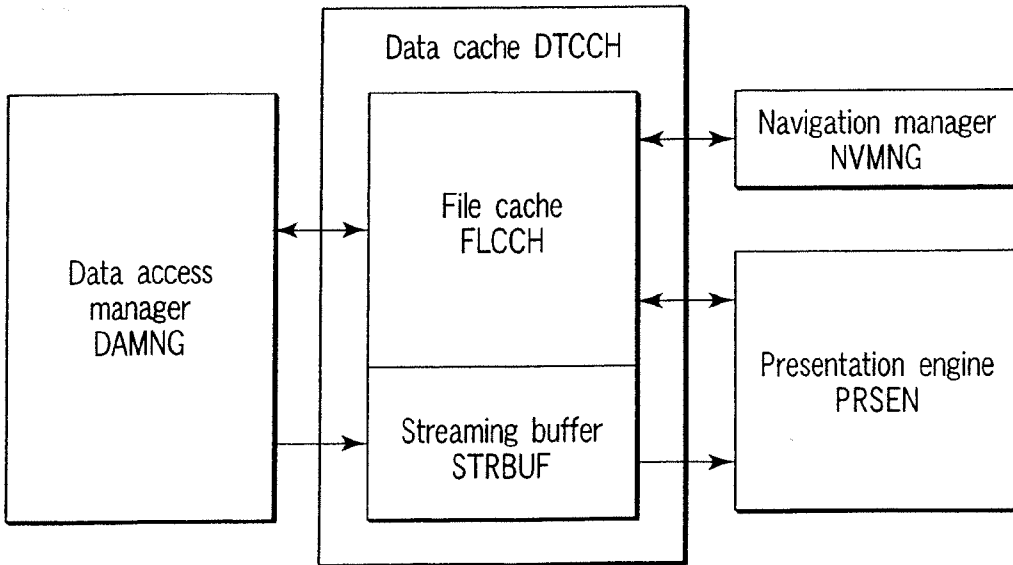 Data cache DTCCH
Data access
manager
DAMNG
File cache
FLCCH
Streaming buffer
STRBUF
Navigation manager
NVMNG
Presentation engine
PRSEN